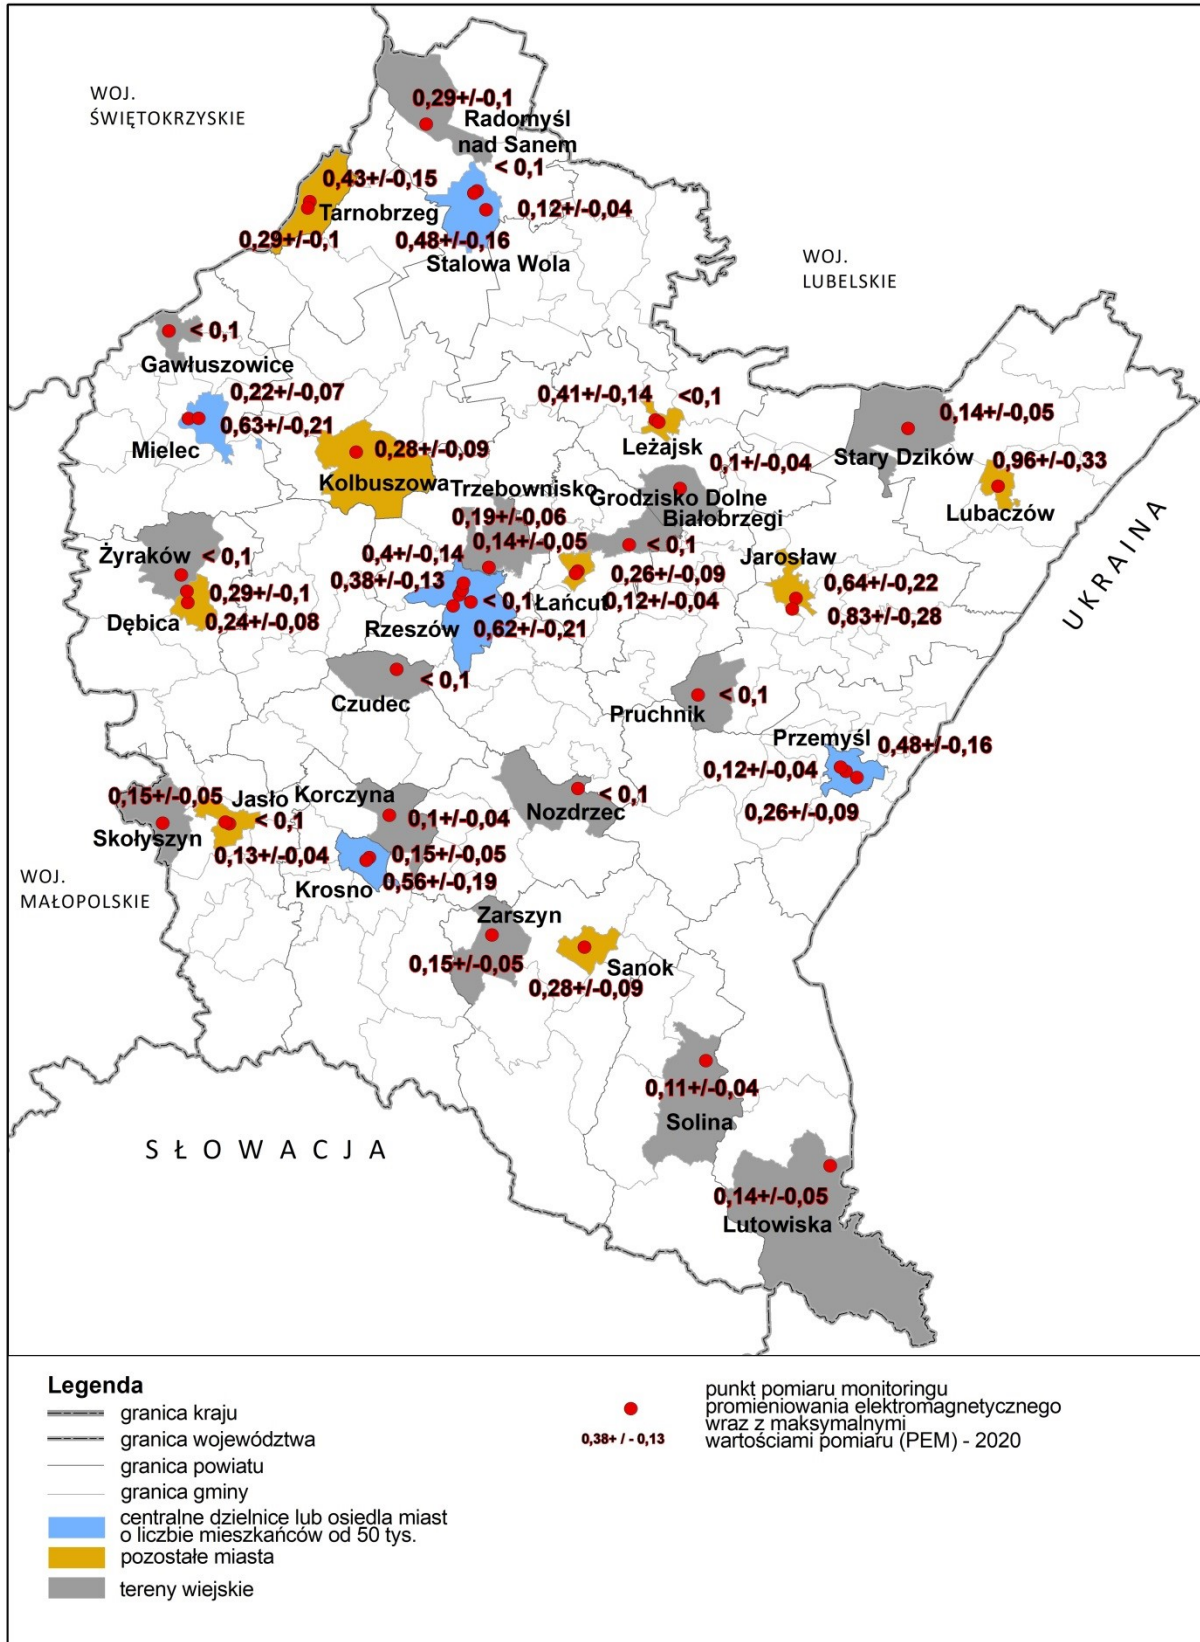 WOJ.
ŚWIĘTOKRZYSKIE
0,29+/-0,1
Radomyśl
nad Sanem
< 0,1
0,43+/-0,15
Tarnobrzeg
0,12+/-0,04
0,29+/-0,1
0,48+/-0,16
Stalowa Wola
WOJ.
LUBELSKIE
< 0,1
Gawłuszowice
0,22+/-0,07
0,63+/-0,21
Mielec
0,41+/-0,14
<0,1
Leżajsk
0,14+/-0,05
Stary Dzików
0,28+/-0,09
Kolbuszowa
0,96+/-0,33
Lubaczów
0,1+/-0,04
Grodzisko Dolne
Trzebownisko
0,19+/-0,06
Białobrzegi
< 0,1
0,14+/-0,05
0,4+/-0,14
0,38+/-0,13
Żyraków
< 0,1
0,29+/-0,1
Dębica
0,24+/-0,08
< 0,1
Rzeszów
0,62+/-0,21
Łańcut
0,26+/-0,09
0,12+/-0,04
Jarosław
0,64+/-0,22
0,83+/-0,28
UKRAINA
Czudec
< 0,1
Pruchnik
< 0,1
Przemyśl
0,48+/-0,16
0,12+/-0,04
0,26+/-0,09
Nozdrzec
< 0,1
0,15+/-0,05
Skołyszyn
Jasło
< 0,1
0,13+/-0,04
Korczyna
0,1+/-0,04
0,15+/-0,05
Krosno
0,56+/-0,19
WOJ.
MAŁOPOLSKIE
Zarszyn
0,15+/-0,05
Sanok
0,28+/-0,09
0,11+/-0,04
Solina
SŁOWACJA
0,14+/-0,05
Lutowiska
Legenda
granica kraju
granica województwa
granica powiatu
granica gminy
centralne dzielnice lub osiedla miast
o liczbie mieszkańców od 50 tys.
pozostałe miasta
tereny wiejskie
0,38+ / - 0,13
punkt pomiaru monitoringu
promieniowania elektromagnetycznego
wraz z maksymalnymi
wartościami pomiaru (PEM) - 2020